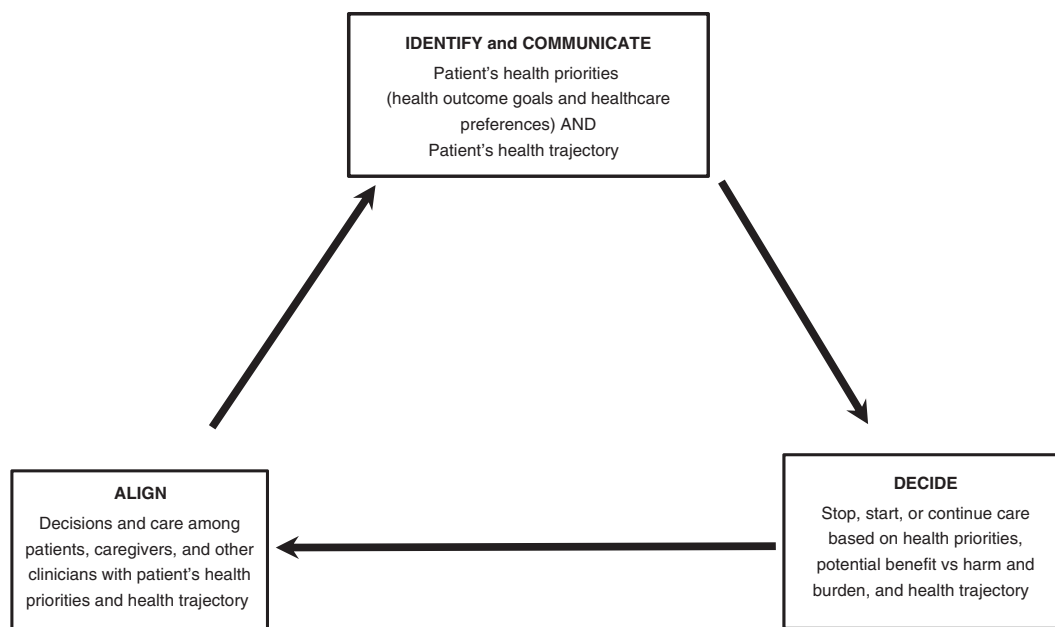 IDENTIFY and COMMUNICATE
Patient’s health priorities
(health outcome goals and healthcare
preferences) AND
Patient’s health trajectory
DECIDE
Stop, start, or continue care
based on health priorities,
potential benefit vs harm and
burden, and health trajectory
ALIGN
Decisions and care among
patients, caregivers, and other
clinicians with patient’s health
priorities and health trajectory